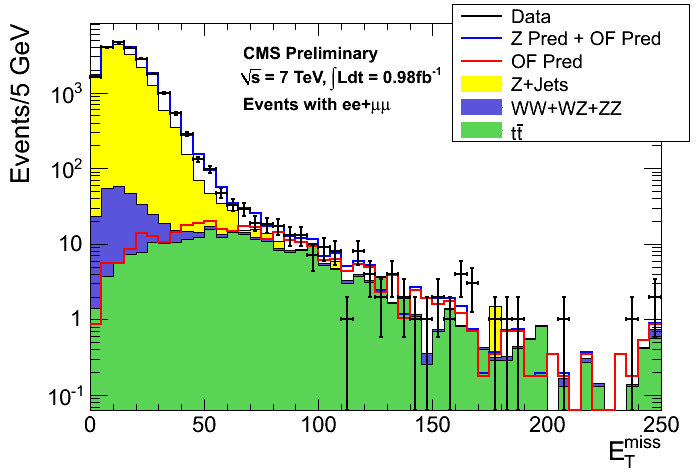 Data
Z Pred + OF Pred
OF Pred
Z+Jets
WW+WZ+ZZ
tt̄
CMS Preliminary
√s = 7 TeV, ∫Ldt = 0.98fb⁻¹
Events with ee+μμ
Events/5 GeV
10³
10²
10
1
10⁻¹
0 50 100 150 200 250
E_T^miss